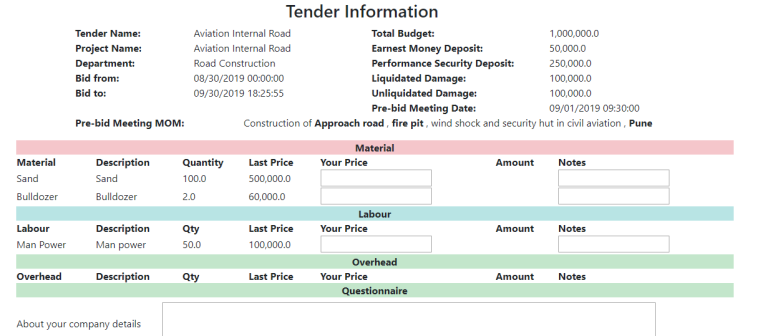 Tender Information
Tender Name: Aviation Internal Road Total Budget: 1,000,000.0
Project Name: Aviation Internal Road Earnest Money Deposit: 50,000.0
Department: Road Construction Performance Security Deposit: 250,000.0
Bid from: 08/30/2019 00:00:00 Liquidated Damage: 100,000.0
Bid to: 09/30/2019 18:25:55 Unliquidated Damage: 100,000.0
Pre-bid Meeting Date: 09/01/2019 09:30:00
Pre-bid Meeting MOM: Construction of Approach road , fire pit , wind shock and security hut in civil aviation , Pune
Material
Material Description Quantity Last Price Your Price Amount Notes
Sand Sand 100.0 500,000.0
Bulldozer Bulldozer 2.0 60,000.0
Labour
Labour Description Qty Last Price Your Price Amount Notes
Man Power Man power 50.0 100,000.0
Overhead
Overhead Description Qty Last Price Your Price Amount Notes
Questionnaire
About your company details